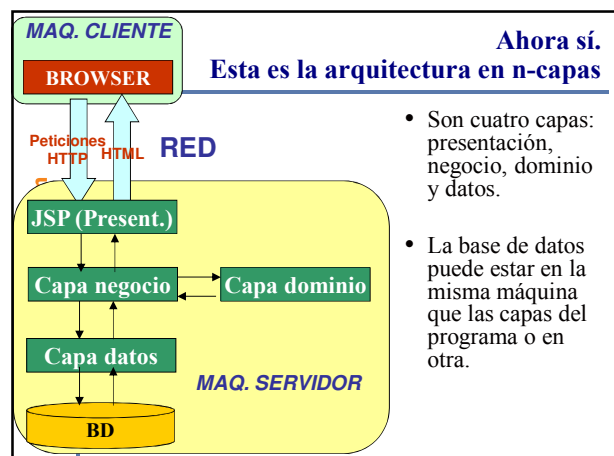 MAQ. CLIENTE
BROWSER
Ahora sí.
Esta es la arquitectura en n-capas
Peticiones
HTTP
HTML
RED
JSP (Present.)
Capa negocio
Capa dominio
Capa datos
MAQ. SERVIDOR
BD
• Son cuatro capas:
presentación,
negocio, dominio
y datos.
• La base de datos
puede estar en la
misma máquina
que las capas del
programa o en
otra.